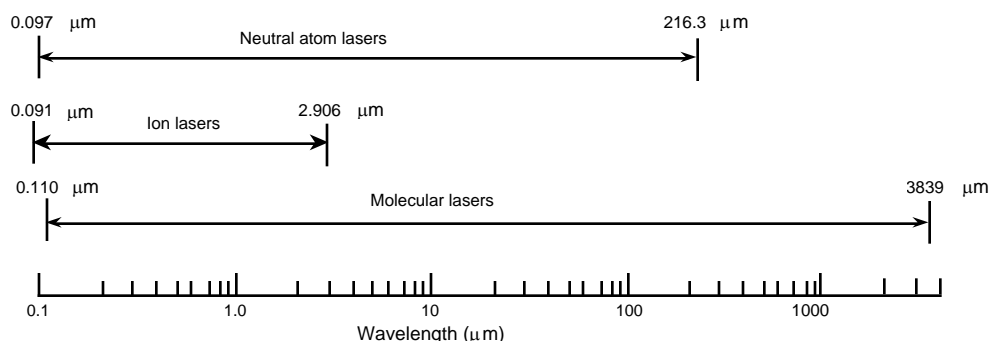 0.097 μm 216.3 μm
Neutral atom lasers
0.091 μm 2.906 μm
Ion lasers
0.110 μm 3839 μm
Molecular lasers
0.1 1.0 10 100 1000
Wavelength (μm)